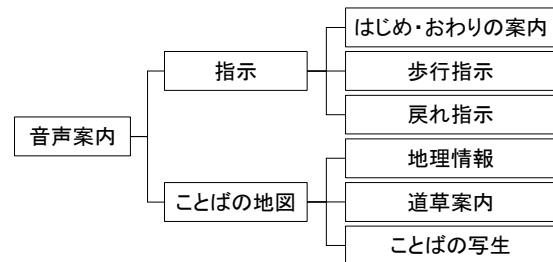 音声案内
指示
はじめ・おわりの案内
歩行指示
戻れ指示
ことばの地図
地理情報
道草案内
ことばの写生